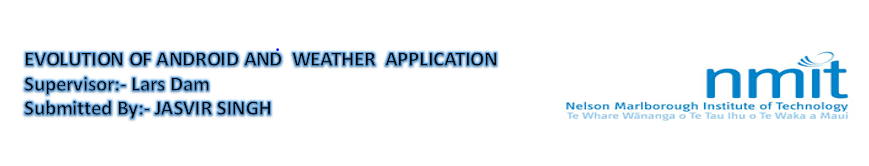 EVOLUTION OF ANDROID AND WEATHER APPLICATION
Supervisor:- Lars Dam
Submitted By:- JASVIR SINGH
nmit
Nelson Marlborough Institute of Technology
Te Whare Wānanga o Te Tau Ihu o Te Waka a Maui